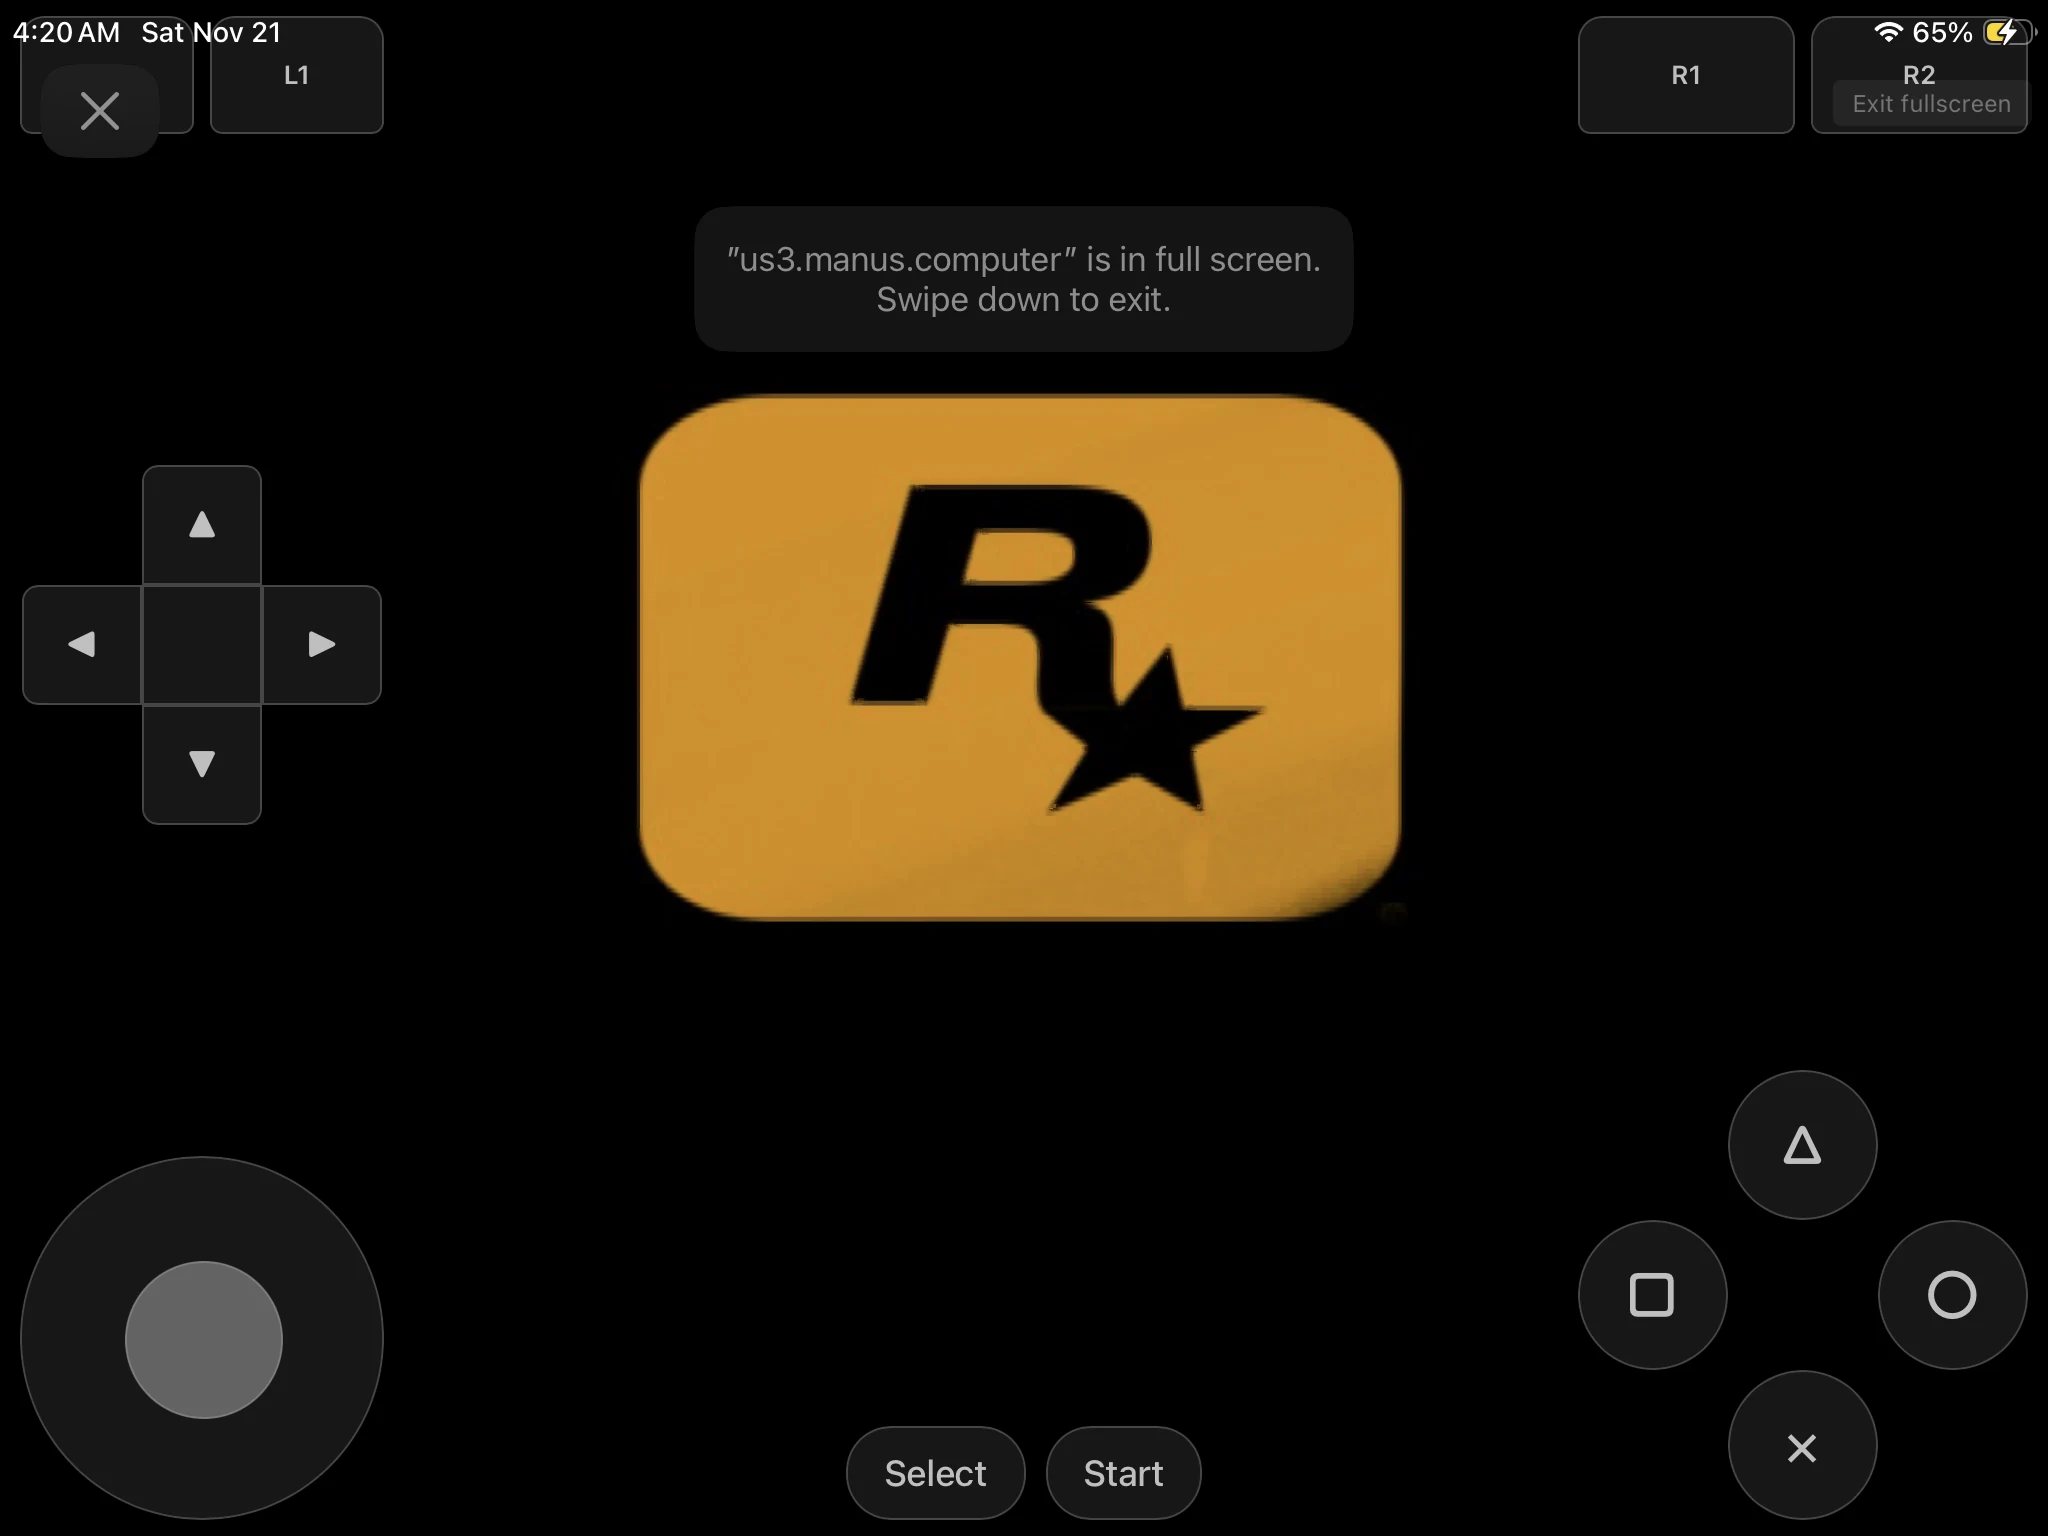 4:20 AM Sat Nov 21
65%
L1
R1
R2
Exit fullscreen
"us3.manus.computer" is in full screen.
Swipe down to exit.
R
Select
Start